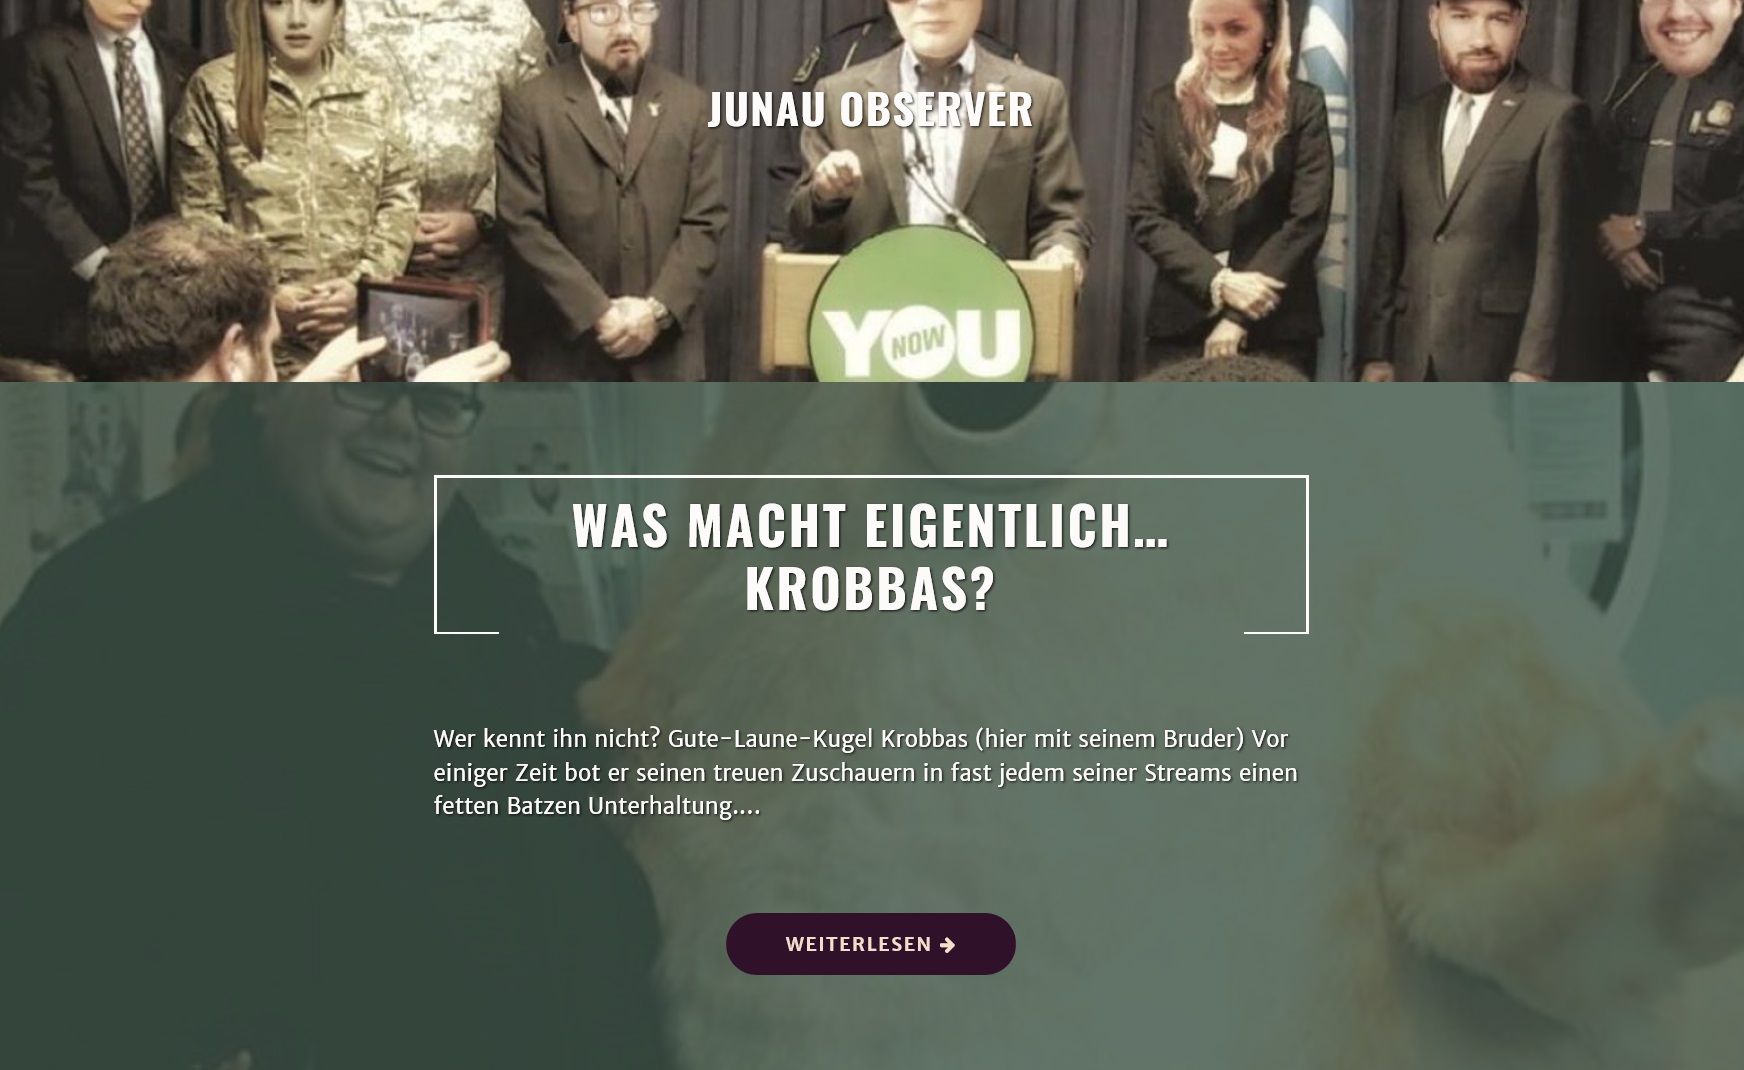 JUNAU OBSERVER
YOU
NOW
WAS MACHT EIGENTLICH...
KROBBAS?
Wer kennt ihn nicht? Gute-Laune-Kugel Krobbas (hier mit seinem Bruder) Vor
einiger Zeit bot er seinen treuen Zuschauern in fast jedem seiner Streams einen
fetten Batzen Unterhaltung....
WEITERLESEN